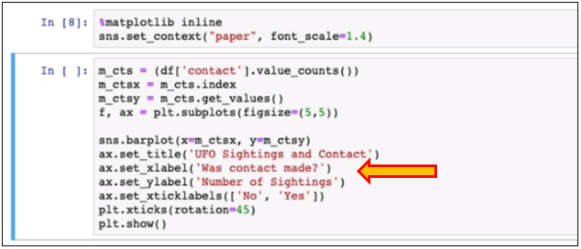 In [8]: %matplotlib inline
sns.set_context("paper", font_scale=1.4)
In [ ]: m_cts = (df['contact'].value_counts())
m_ctsx = m_cts.index
m_ctsy = m_cts.get_values()
f, ax = plt.subplots(figsize=(5,5))
sns.barplot(x=m_ctsx, y=m_ctsy)
ax.set_title('UFO Sightings and Contact')
ax.set_xlabel('Was contact made?')
ax.set_ylabel('Number of Sightings')
ax.set_xticklabels(['No', 'Yes'])
plt.xticks(rotation=45)
plt.show()